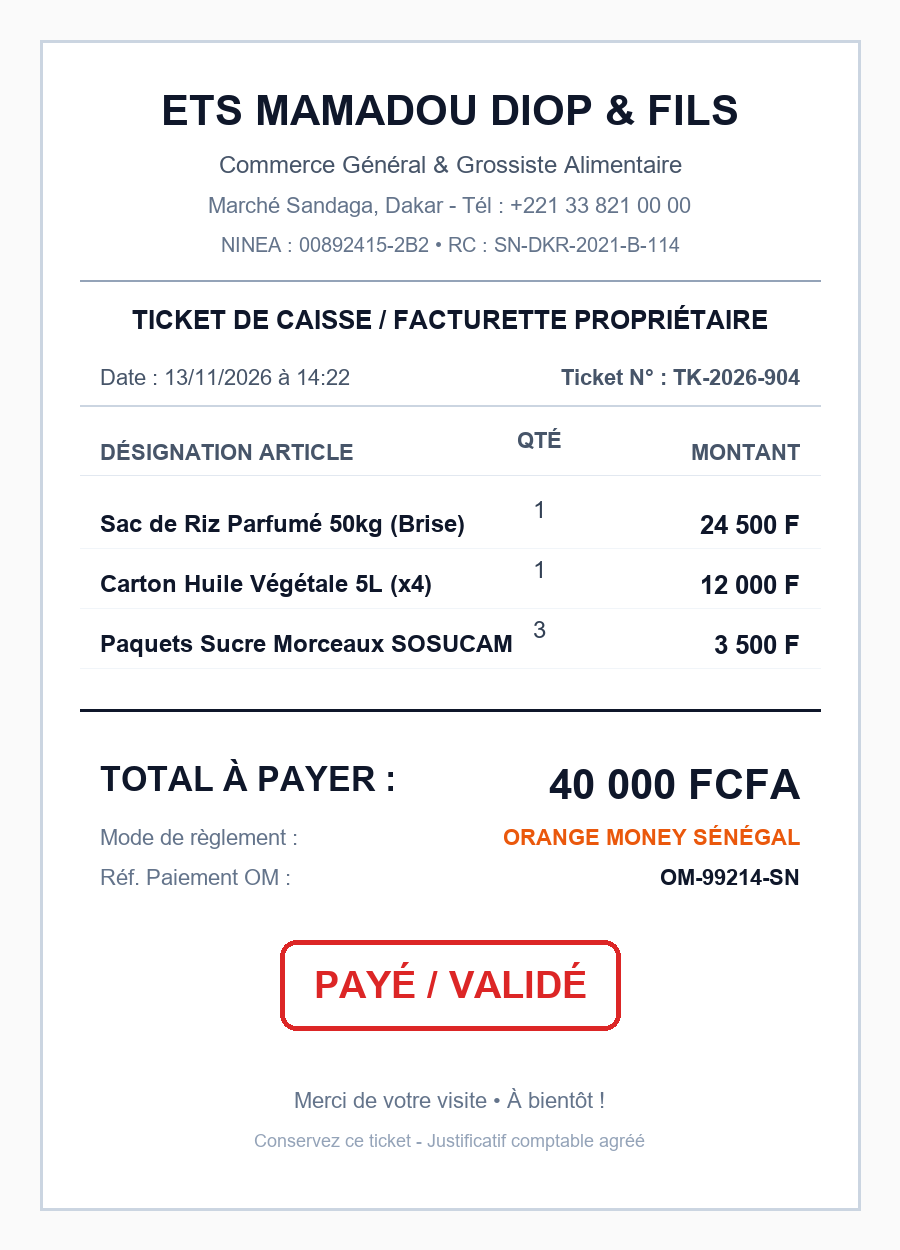 ETS MAMADOU DIOP & FILS
Commerce Général & Grossiste Alimentaire
Marché Sandaga, Dakar - Tél : +221 33 821 00 00
NINEA : 00892415-2B2 • RC : SN-DKR-2021-B-114
TICKET DE CAISSE / FACTURETTE PROPRIÉTAIRE
Date : 13/11/2026 à 14:22 Ticket N° : TK-2026-904
DÉSIGNATION ARTICLE QTÉ MONTANT
Sac de Riz Parfumé 50kg (Brise) 1 24 500 F
Carton Huile Végétale 5L (x4) 1 12 000 F
Paquets Sucre Morceaux SOSUCAM 3 3 500 F
TOTAL À PAYER : 40 000 FCFA
Mode de règlement : ORANGE MONEY SÉNÉGAL
Réf. Paiement OM : OM-99214-SN
PAYÉ / VALIDÉ
Merci de votre visite • À bientôt !
Conservez ce ticket - Justificatif comptable agréé